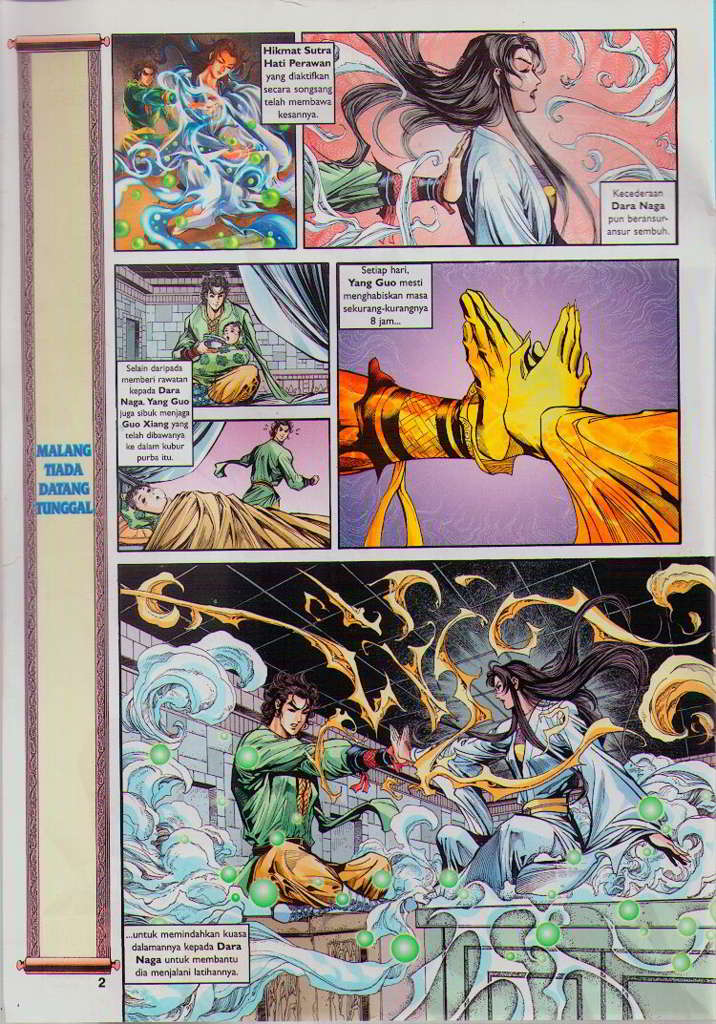 Hikmat Sutra
Hati Perawan
yang diaktifkan
secara songsang
telah membawa
kesannya.
Kecederaan
Dara Naga
pun beransur-
ansur sembuh.
Selain daripada
memberi rawatan
kepada Dara
Naga, Yang Guo
juga sibuk menjaga
Guo Xiang yang
telah dibawanya
ke dalam kubur
purba itu.
Setiap hari,
Yang Guo mesti
menghabiskan masa
sekurang-kurangnya
8 jam...
MALANG
TIADA
DATANG
TUNGGAL
...untuk memindahkan kuasa
dalamannya kepada Dara
Naga untuk membantu
dia menjalani latihannya.
2